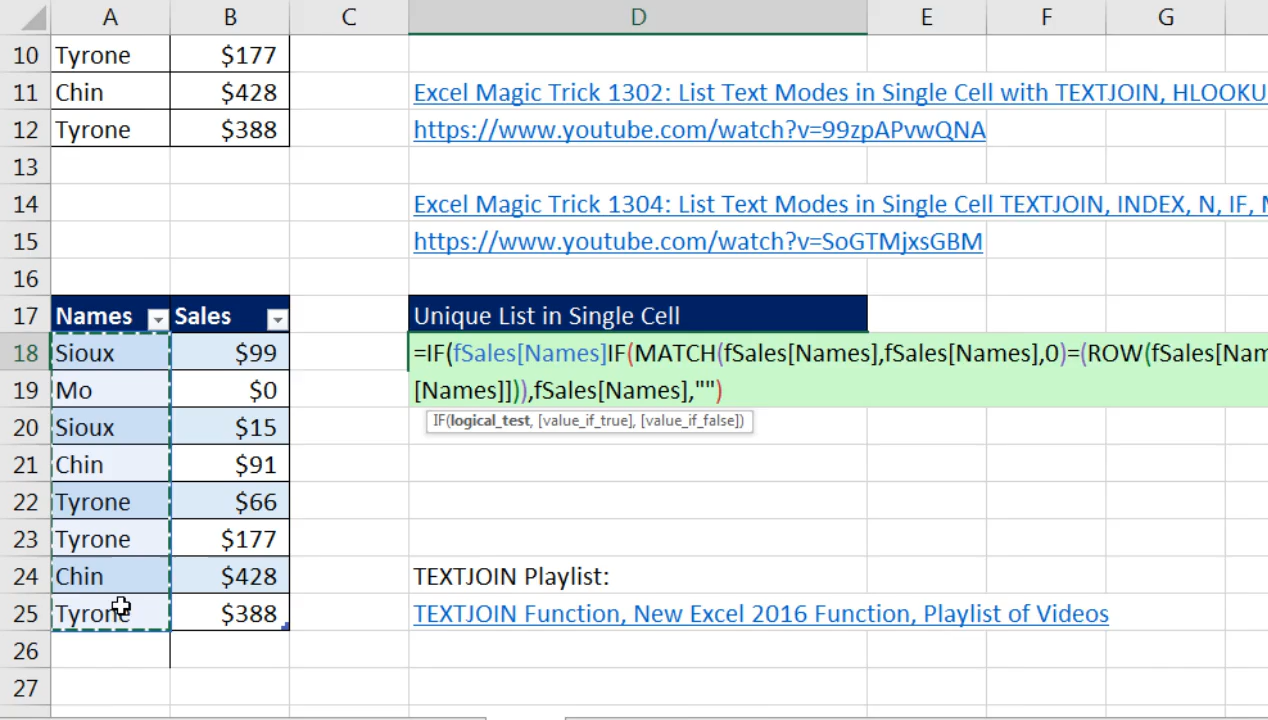 A B C D E F G
10 Tyrone $177
11 Chin $428 Excel Magic Trick 1302: List Text Modes in Single Cell with TEXTJOIN, HLOOKU
12 Tyrone $388 https://www.youtube.com/watch?v=99zpAPvwQNA
13
14 Excel Magic Trick 1304: List Text Modes in Single Cell TEXTJOIN, INDEX, N, IF,
15 https://www.youtube.com/watch?v=SoGTMjxsGBM
16
17 Names Sales Unique List in Single Cell
18 Sioux $99 =IF(fSales[Names]IF(MATCH(fSales[Names],fSales[Names],0)=(ROW(fSales[Nam
19 Mo $0 [Names]])),fSales[Names],"")
20 Sioux $15 IF(logical_test, [value_if_true], [value_if_false])
21 Chin $91
22 Tyrone $66
23 Tyrone $177
24 Chin $428 TEXTJOIN Playlist:
25 Tyrone $388 TEXTJOIN Function, New Excel 2016 Function, Playlist of Videos
26
27